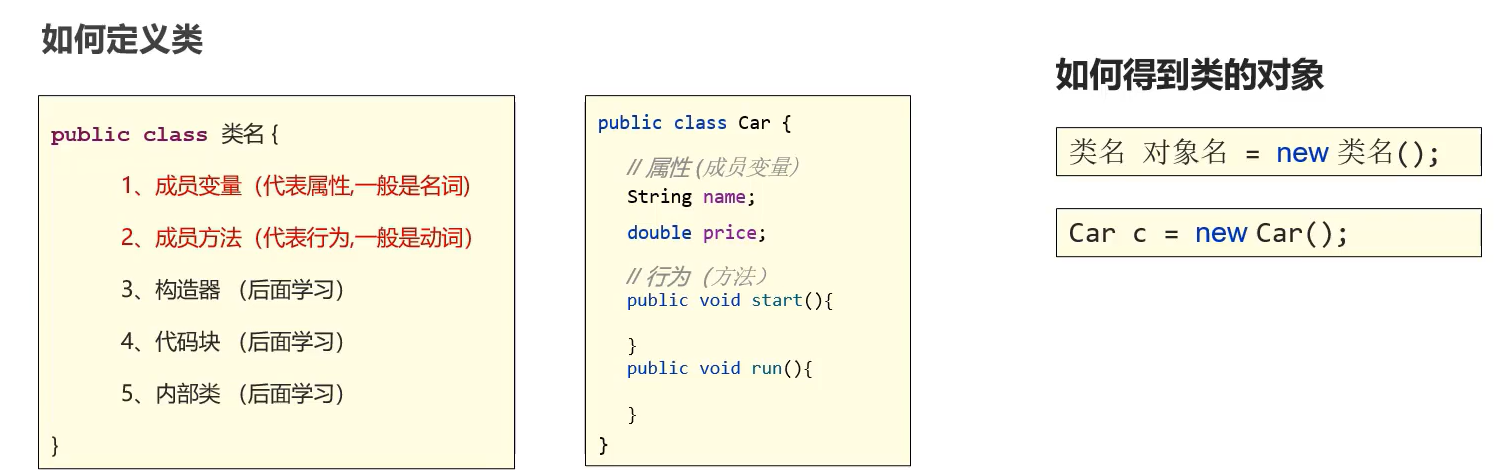 如何定义类
public class 类名 {
1、成员变量（代表属性,一般是名词)
2、成员方法（代表行为,一般是动词）
3、构造器 （后面学习）
4、代码块 （后面学习）
5、内部类 （后面学习）
}
public class Car {
// 属性 (成员变量）
String name;
double price;
// 行为（方法）
public void start(){
}
public void run(){
}
}
如何得到类的对象
类名 对象名 = new 类名();
Car c = new Car();